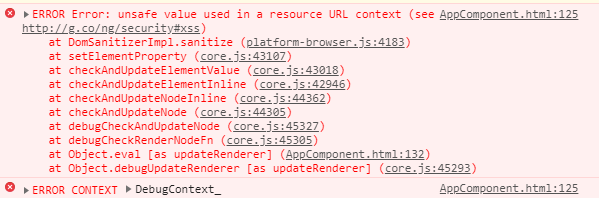 ERROR Error: unsafe value used in a resource URL context (see AppComponent.html:125
http://g.co/ng/security#xss)
at DomSanitizerImpl.sanitize (platform-browser.js:4183)
at setElementProperty (core.js:43107)
at checkAndUpdateElementValue (core.js:43018)
at checkAndUpdateElementInline (core.js:42946)
at checkAndUpdateNodeInline (core.js:44362)
at checkAndUpdateNode (core.js:44305)
at debugCheckAndUpdateNode (core.js:45327)
at debugCheckRenderNodeFn (core.js:45305)
at Object.eval [as updateRenderer] (AppComponent.html:132)
at Object.debugUpdateRenderer [as updateRenderer] (core.js:45293)
ERROR CONTEXT DebugContext_ AppComponent.html:125